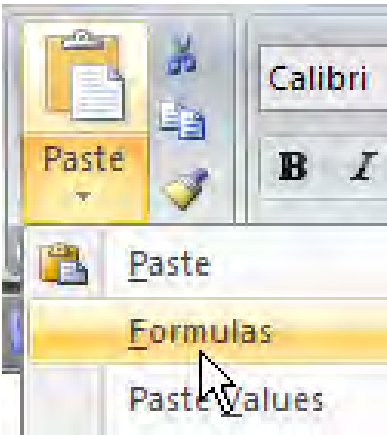 Calibri
Paste
B I
Paste
Formulas
Paste Values